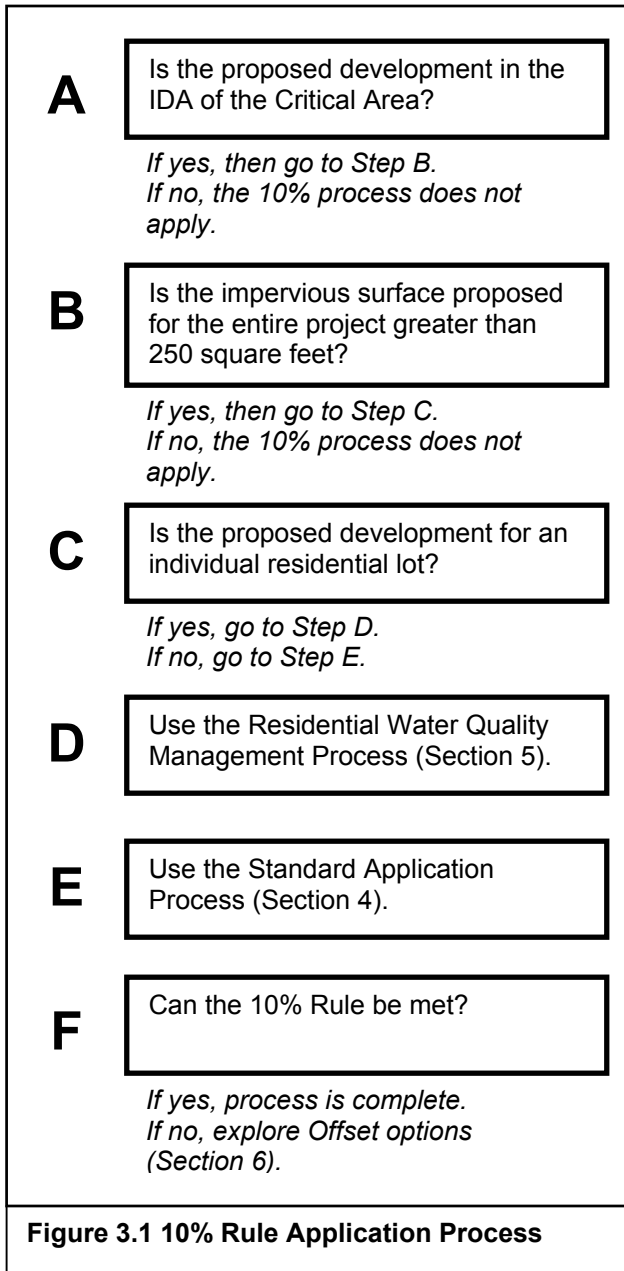 A
Is the proposed development in the
IDA of the Critical Area?
If yes, then go to Step B.
If no, the 10% process does not
apply.
B
Is the impervious surface proposed
for the entire project greater than
250 square feet?
If yes, then go to Step C.
If no, the 10% process does not
apply.
C
Is the proposed development for an
individual residential lot?
If yes, go to Step D.
If no, go to Step E.
D
Use the Residential Water Quality
Management Process (Section 5).
E
Use the Standard Application
Process (Section 4).
F
Can the 10% Rule be met?
If yes, process is complete.
If no, explore Offset options
(Section 6).
Figure 3.1 10% Rule Application Process